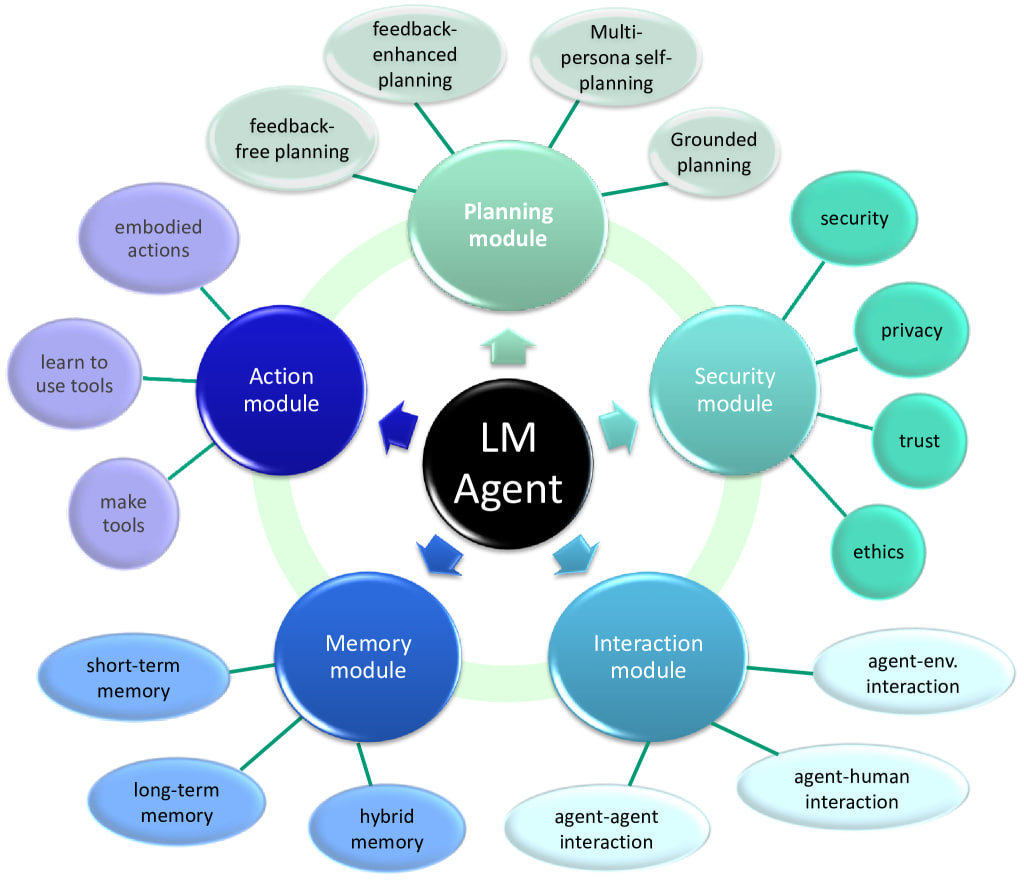 feedback-
enhanced
planning
Multi-
persona self-
planning
feedback-
free planning
Grounded
planning
Planning
module
embodied
actions
security
learn to
use tools
privacy
Action
module
Security
module
LM
Agent
trust
make
tools
ethics
Memory
module
Interaction
module
short-term
memory
agent-env.
interaction
long-term
memory
hybrid
memory
agent-agent
interaction
agent-human
interaction